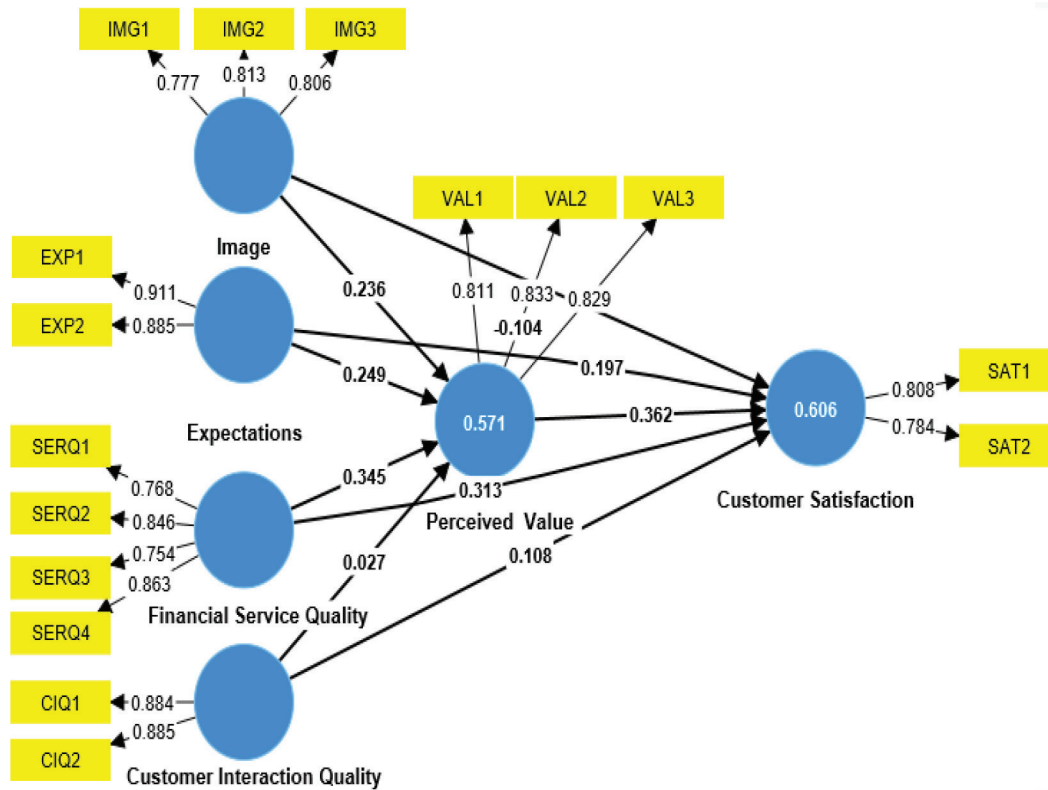 IMG1 IMG2 IMG3
0.777 0.813 0.806
VAL1 VAL2 VAL3
Image
EXP1
0.911
EXP2
0.885
0.236
0.811 0.833 0.829
-0.104
0.249
0.197
Expectations
0.571
0.362
0.606
0.808
SAT1
0.784
SAT2
SERQ1
0.768
SERQ2
0.846
SERQ3
0.754
SERQ4
0.863
0.345
0.313
Perceived Value
Customer Satisfaction
0.027
0.108
Financial Service Quality
CIQ1
0.884
CIQ2
0.885
Customer Interaction Quality